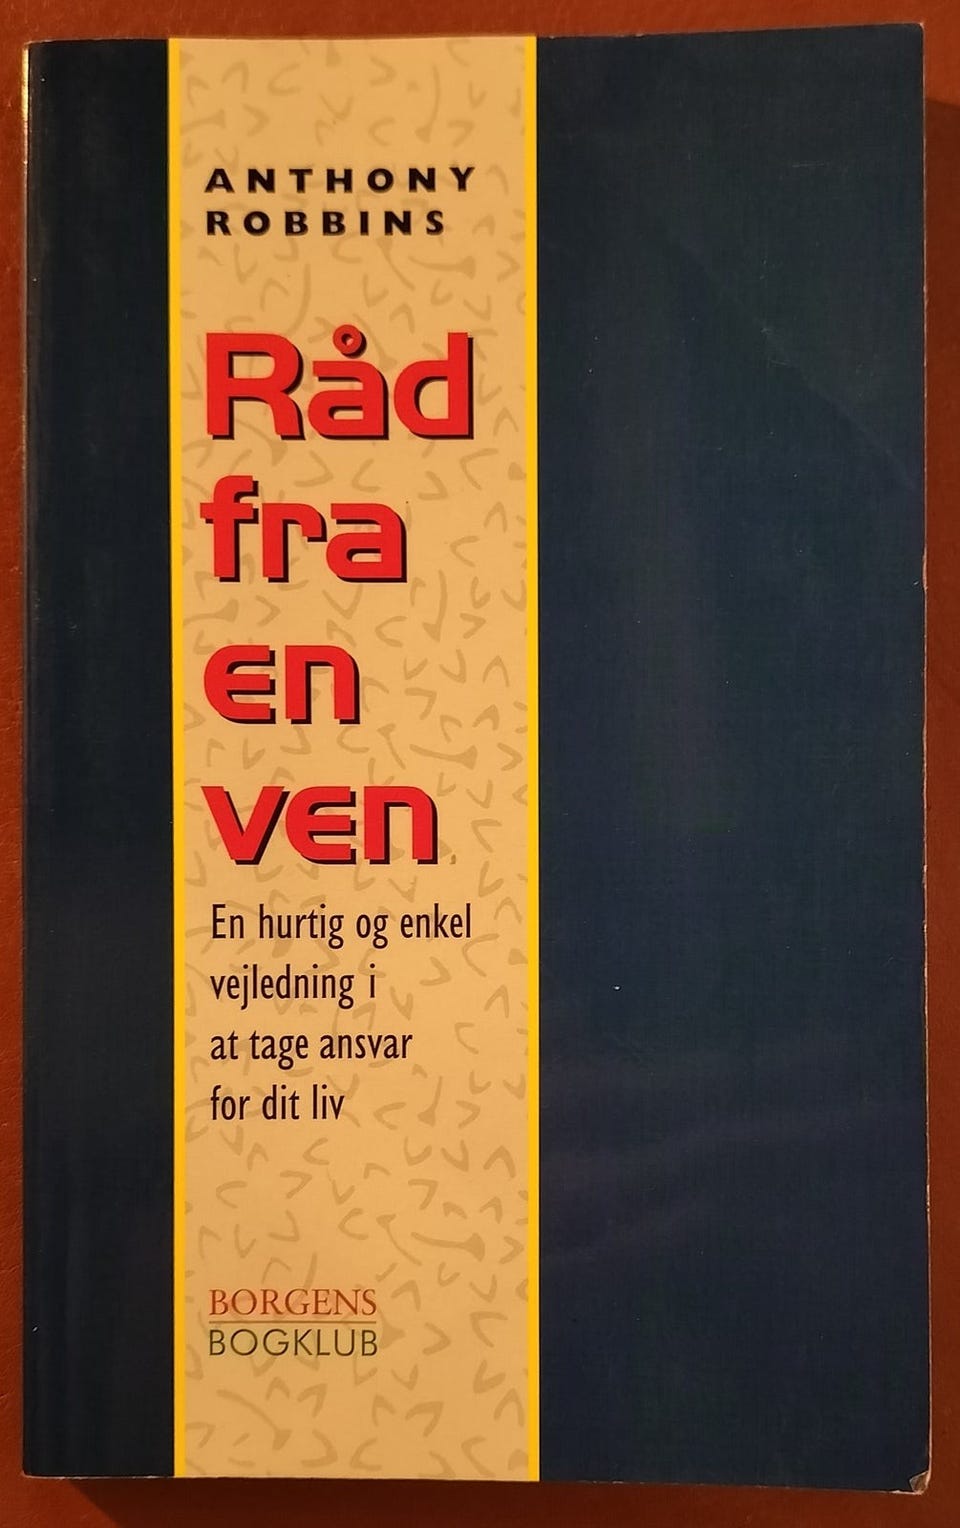 ANTHONY
ROBBINS
Råd
fra
en
ven
En hurtig og enkel
vejledning i
at tage ansvar
for dit liv
BORGENS
BOGKLUB